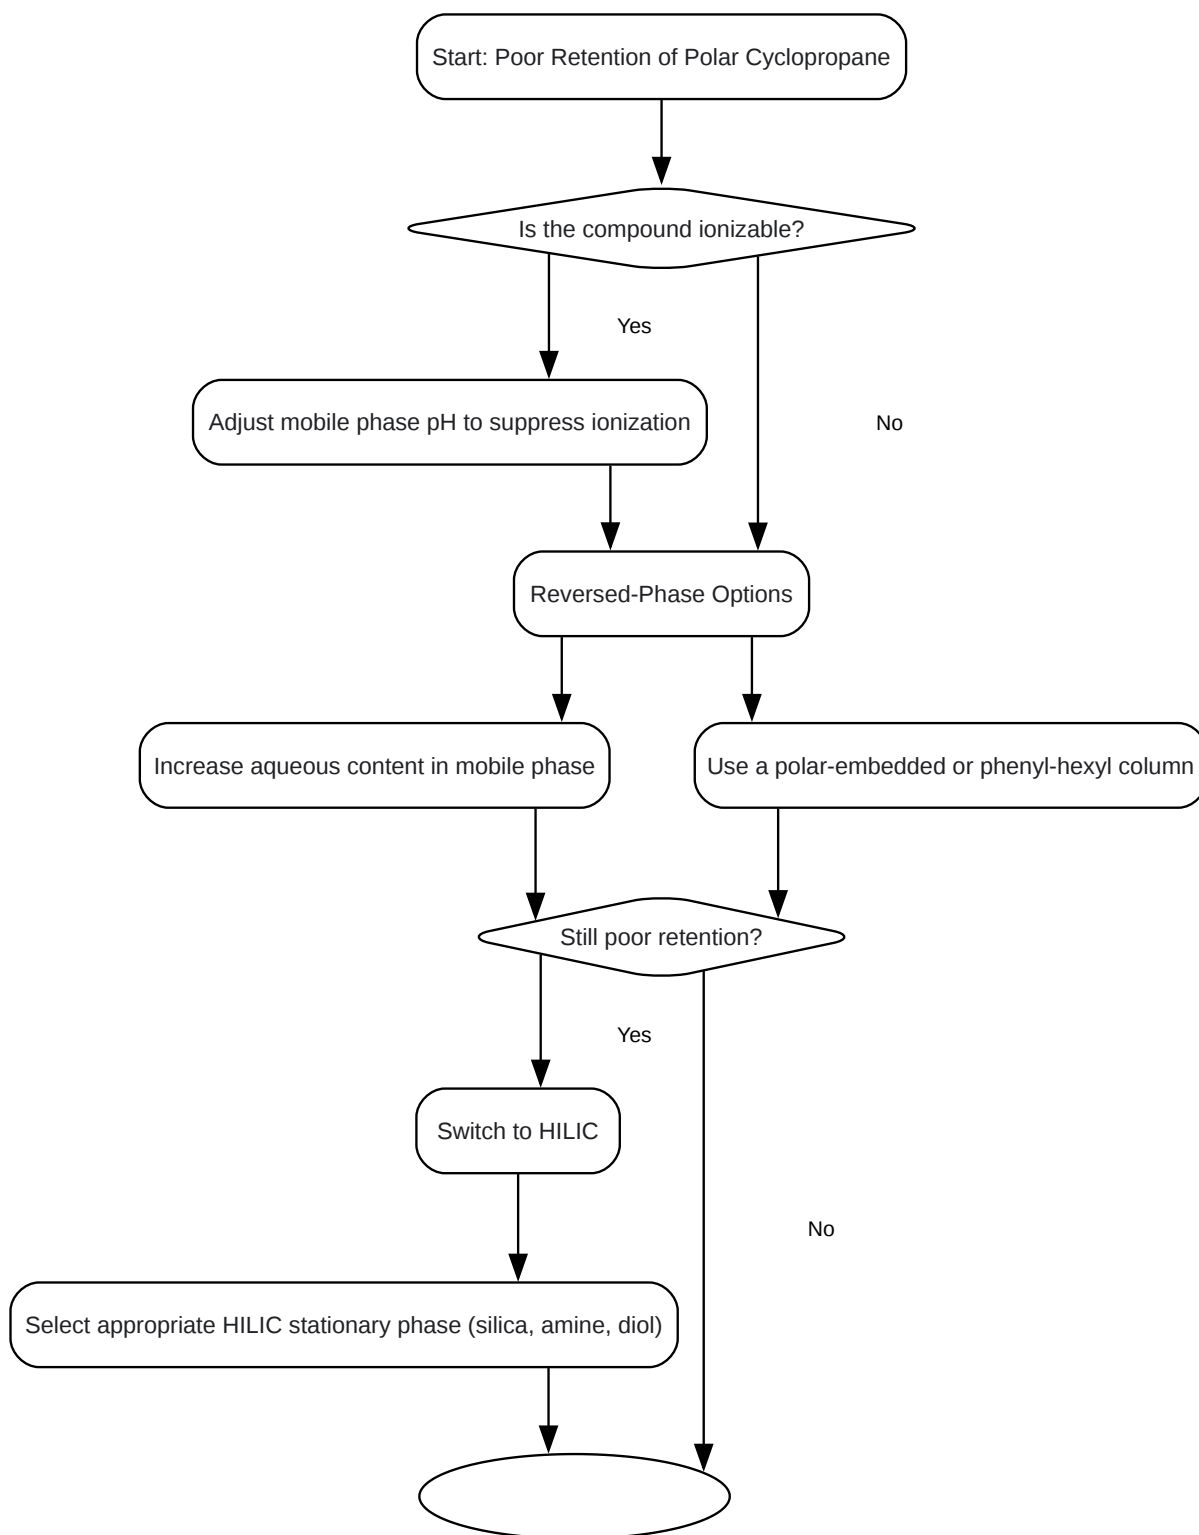 Start: Poor Retention of Polar Cyclopropane
Is the compound ionizable?
Yes
Adjust mobile phase pH to suppress ionization
No
Reversed-Phase Options
Increase aqueous content in mobile phase
Use a polar-embedded or phenyl-hexyl column
Still poor retention?
Yes
Switch to HILIC
No
Select appropriate HILIC stationary phase (silica, amine, diol)